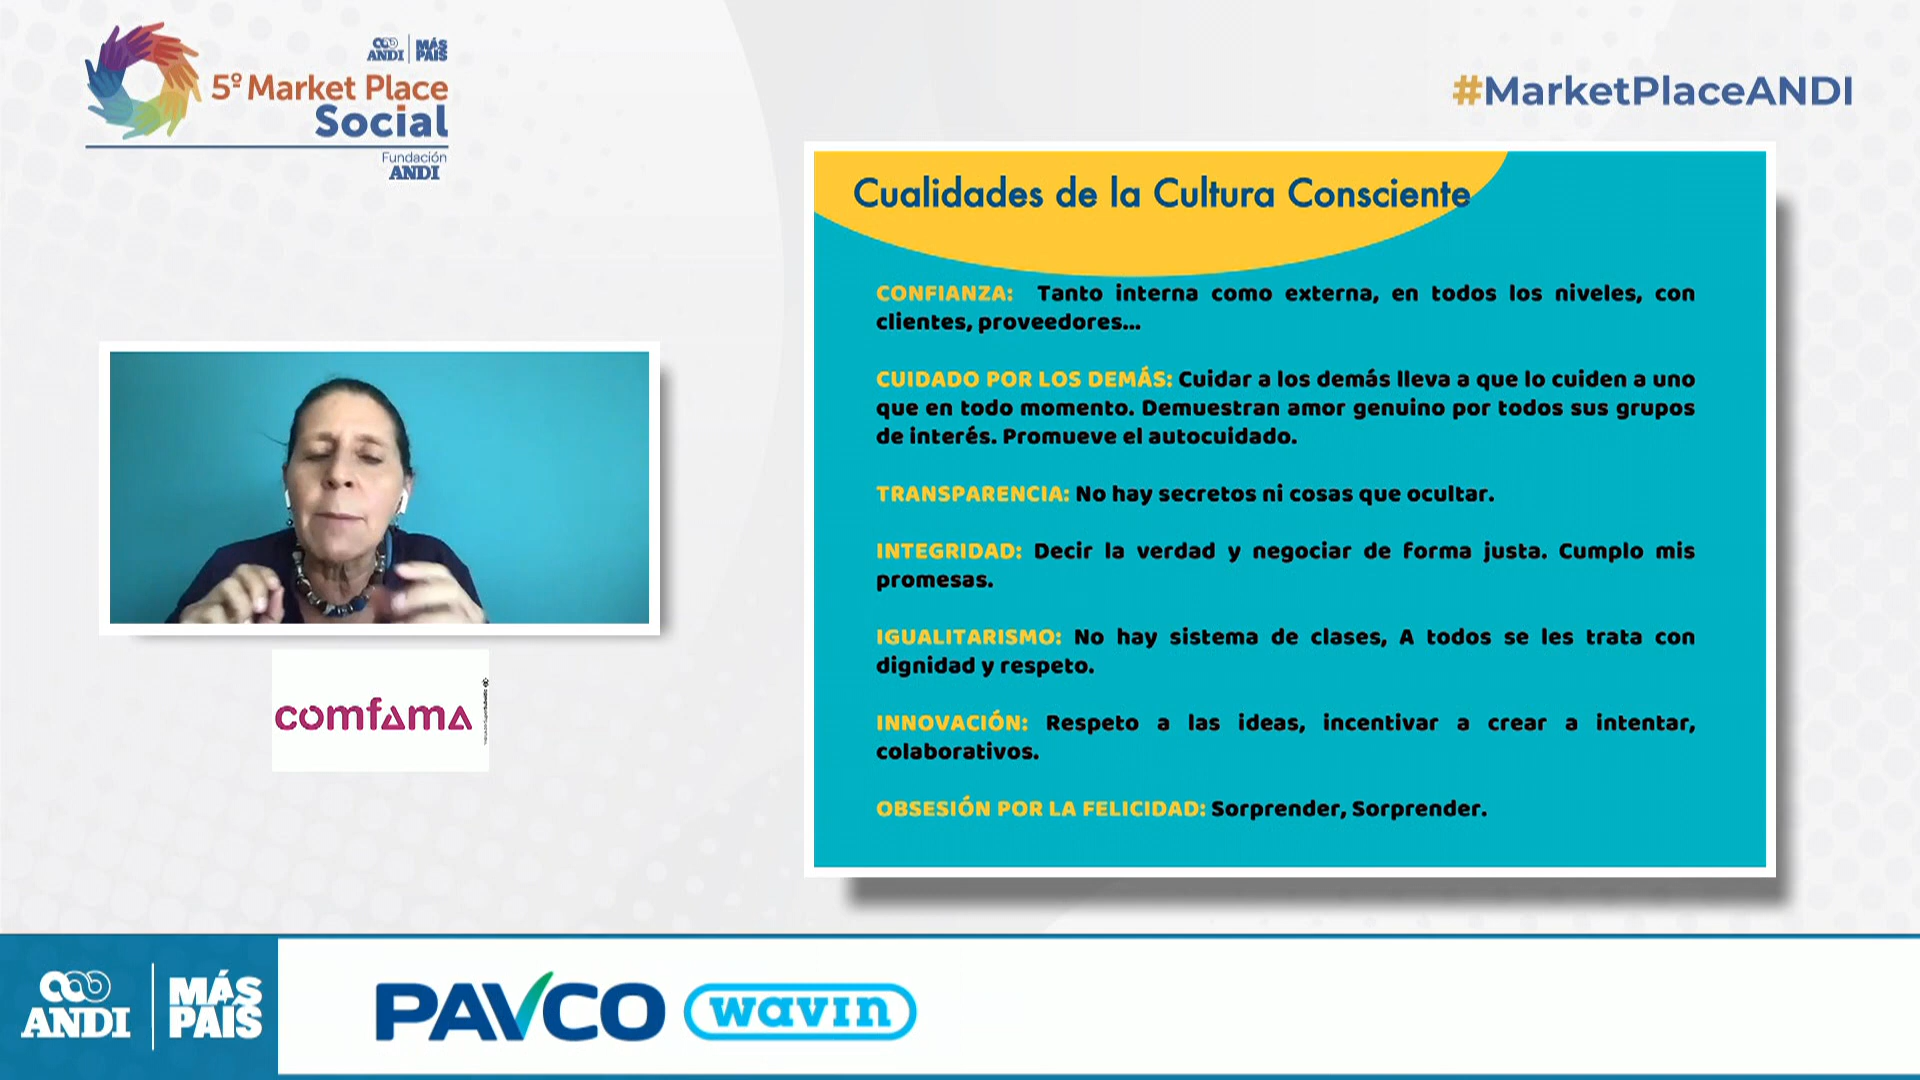 ANDI MÁS PAÍS
5º Market Place
Social
Fundación
ANDI
#MarketPlaceANDI
Cualidades de la Cultura Consciente
CONFIANZA: Tanto interna como externa, en todos los niveles, con
clientes, proveedores...
CUIDADO POR LOS DEMÁS: Cuidar a los demás lleva a que lo cuiden a uno
que en todo momento. Demuestran amor genuino por todos sus grupos
de interés. Promueve el autocuidado.
TRANSPARENCIA: No hay secretos ni cosas que ocultar.
INTEGRIDAD: Decir la verdad y negociar de forma justa. Cumplo mis
promesas.
IGUALITARISMO: No hay sistema de clases, A todos se les trata con
dignidad y respeto.
INNOVACIÓN: Respeto a las ideas, incentivar a crear a intentar,
colaborativos.
OBSESIÓN POR LA FELICIDAD: Sorprender, Sorprender.
comfama
ANDI
MÁS
PAÍS
PAVCO wavin